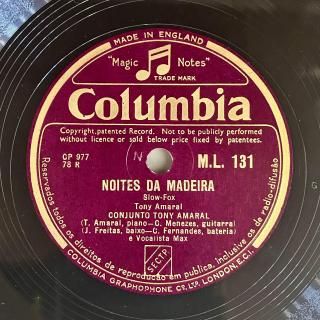 MADE IN ENGLAND
"Magic Notes"
TRADE MARK
Columbia
Copyright, patented Record. Not to be publicly performed
without licence or sold below price fixed by patentees.
CP 977
78 R
N
M.L. 131
NOITES DA MADEIRA
Slow-Fox
Tony Amaral
CONJUNTO TONY AMARAL
(T. Amaral, piano—C. Menezes, guitarra)
(J. Freitas, baixo—C. Fernandes, bateria)
e Vocalista Max
Reservados todos os direitos de reprodução em publica, inclusive os de radio-difusão
S.E.C.T.P.
COLUMBIA GRAPHOPHONE CO. LTD. LONDON, E.C.1.